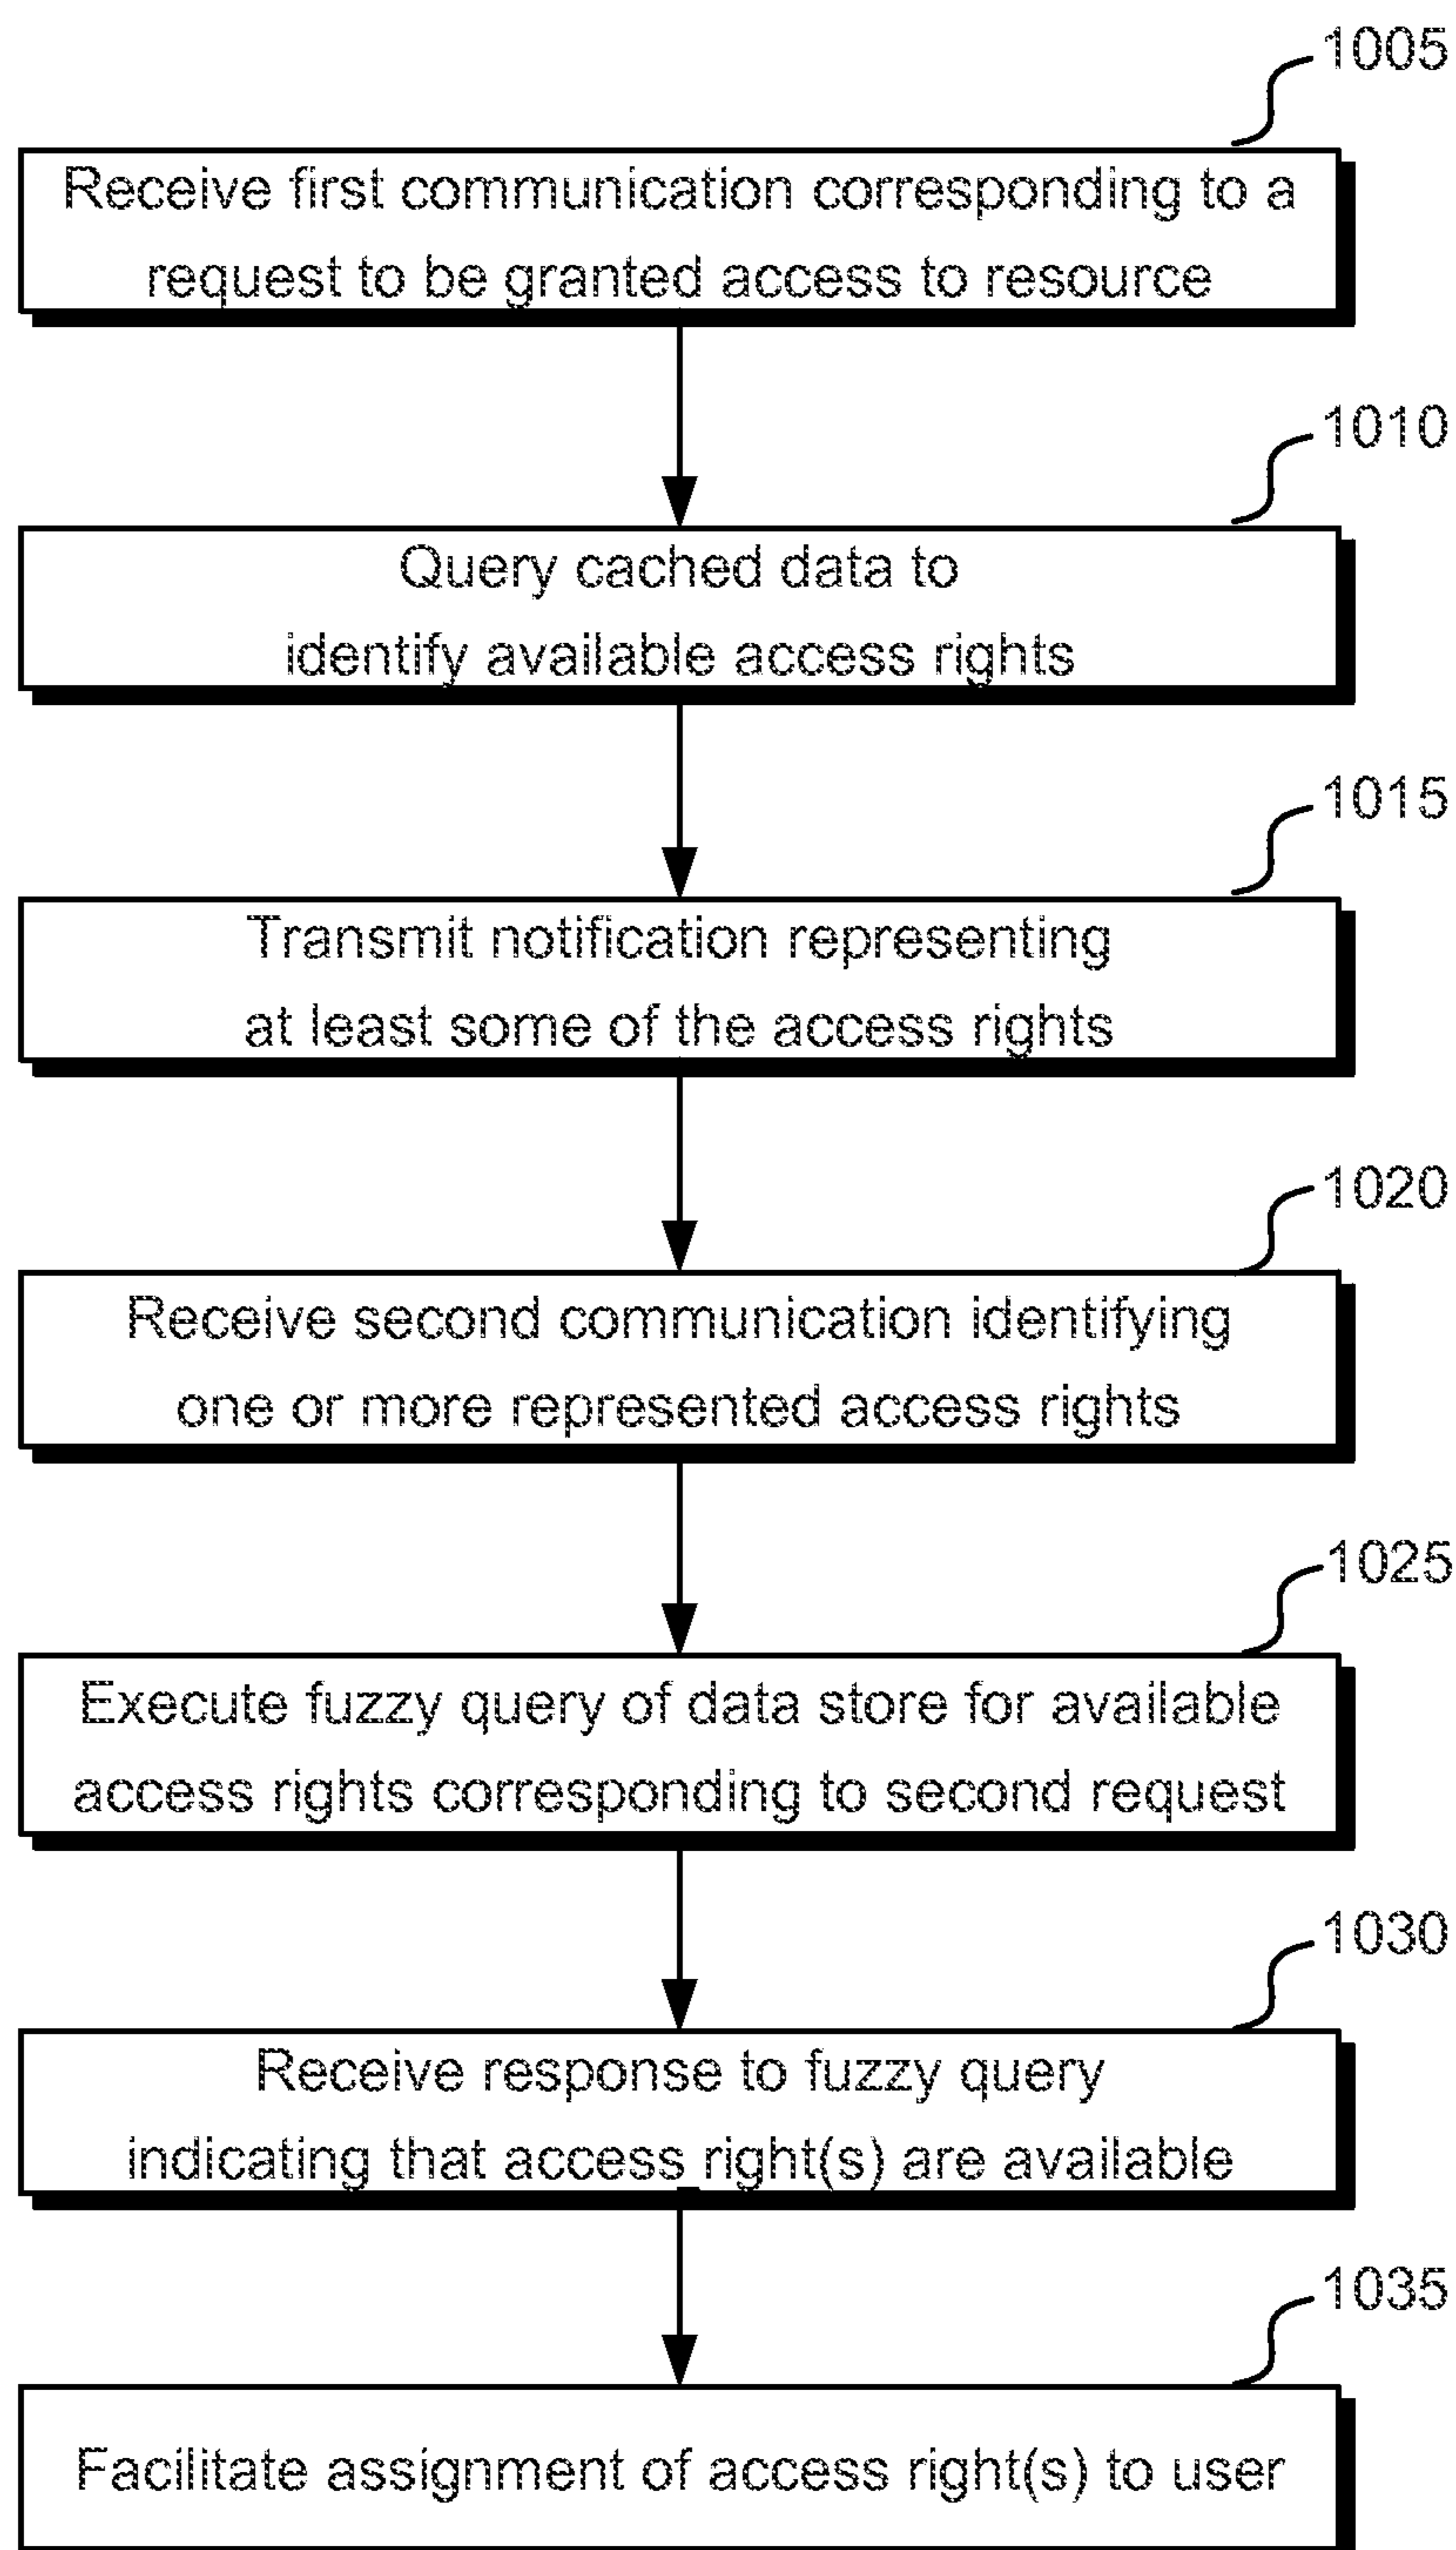 1005
Receive first communication corresponding to a
request to be granted access to resource
1010
Query cached data to
identify available access rights
1015
Transmit notification representing
at least some of the access rights
1020
Receive second communication identifying
one or more represented access rights
1025
Execute fuzzy query of data store for available
access rights corresponding to second request
1030
Receive response to fuzzy query
indicating that access right(s) are available
1035
Facilitate assignment of access right(s) to user